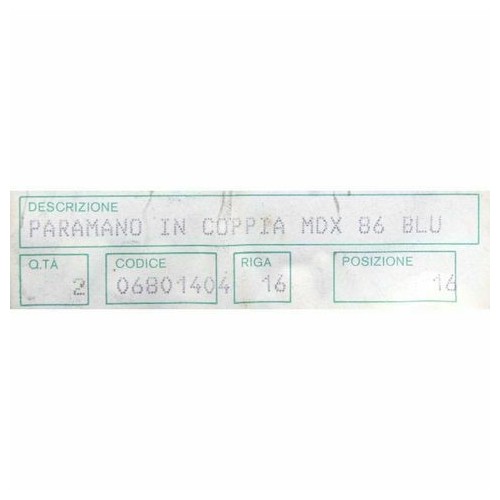 DESCRIZIONE
PARAMANO IN COPPIA MDX 86 BLU
Q.TÀ CODICE RIGA POSIZIONE
2 06801404 16 16